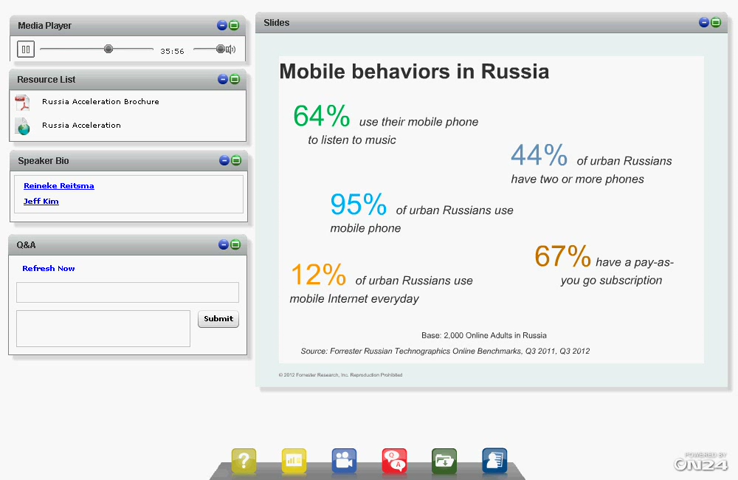 Media Player
35:56
Resource List
Russia Acceleration Brochure
Russia Acceleration
Speaker Bio
Reineke Reitsma
Jeff Kim
Q&A
Refresh Now
Submit
Slides
Mobile behaviors in Russia
64% use their mobile phone
to listen to music
44% of urban Russians
have two or more phones
95% of urban Russians use
mobile phone
67% have a pay-as-
you go subscription
12% of urban Russians use
mobile Internet everyday
Base: 2,000 Online Adults in Russia
Source: Forrester Russian Technographics Online Benchmarks, Q3 2011, Q3 2012
© 2012 Forrester Research, Inc. Reproduction Prohibited
?
Q
A
POWERED BY
ON24